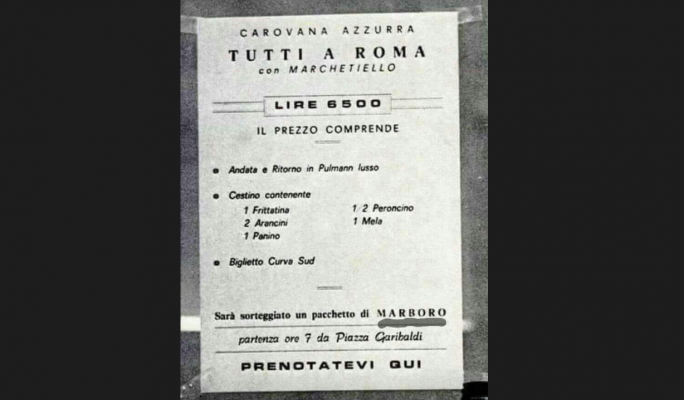 CAROVANA AZZURRA
TUTTI A ROMA
con MARCHETIELLO
LIRE 6500
IL PREZZO COMPRENDE
Andata e Ritorno in Pulmann lusso
Cestino contenente
1 Frittatina
2 Arancini
1 Panino
1 2 Peroncino
1 Mela
Biglietto Curva Sud
Sarà sorteggiato un pacchetto di MARBORO
partenza ore 7 da Piazza Garibaldi
PRENOTATEVI QUI